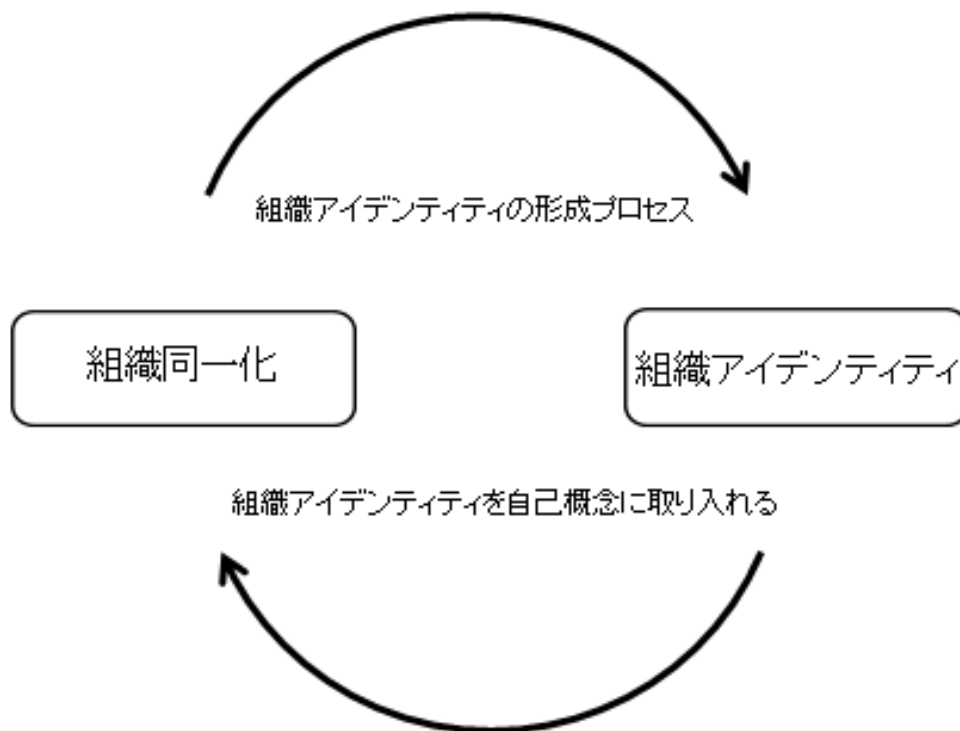 組織アイデンティティの形成プロセス
組織同一化
組織アイデンティティ
組織アイデンティティを自己概念に取り入れる